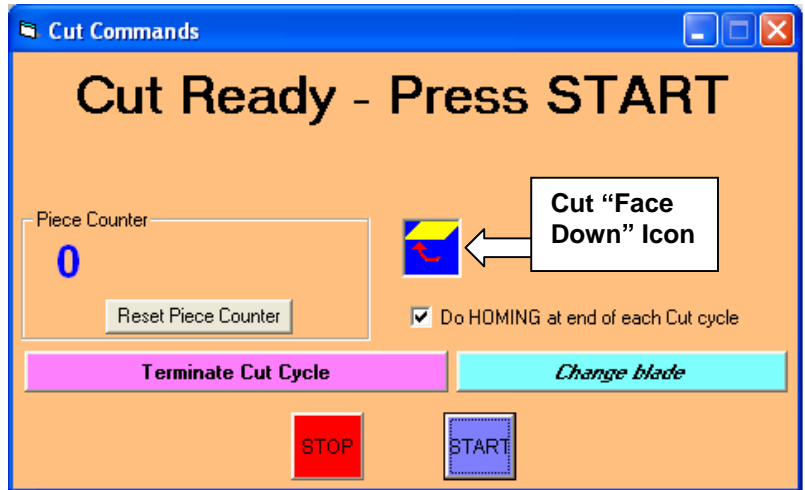 Cut Commands
Cut Ready - Press START
Piece Counter
0
Reset Piece Counter
Cut “Face
Down” Icon
Do HOMING at end of each Cut cycle
Terminate Cut Cycle
Change blade
STOP
START